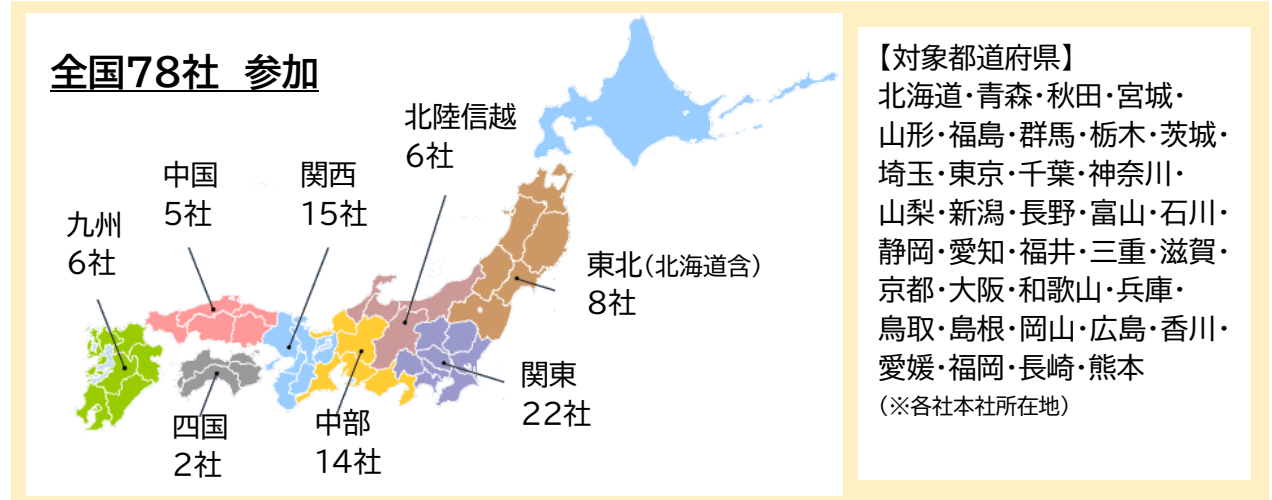 全国78社　参加
北陸信越
6社
中国
5社
関西
15社
九州
6社
東北(北海道含)
8社
関東
22社
四国
2社
中部
14社
【対象都道府県】
北海道・青森・秋田・宮城・
山形・福島・群馬・栃木・茨城・
埼玉・東京・千葉・神奈川・
山梨・新潟・長野・富山・石川・
静岡・愛知・福井・三重・滋賀・
京都・大阪・和歌山・兵庫・
鳥取・島根・岡山・広島・香川・
愛媛・福岡・長崎・熊本
(※各社本社所在地)